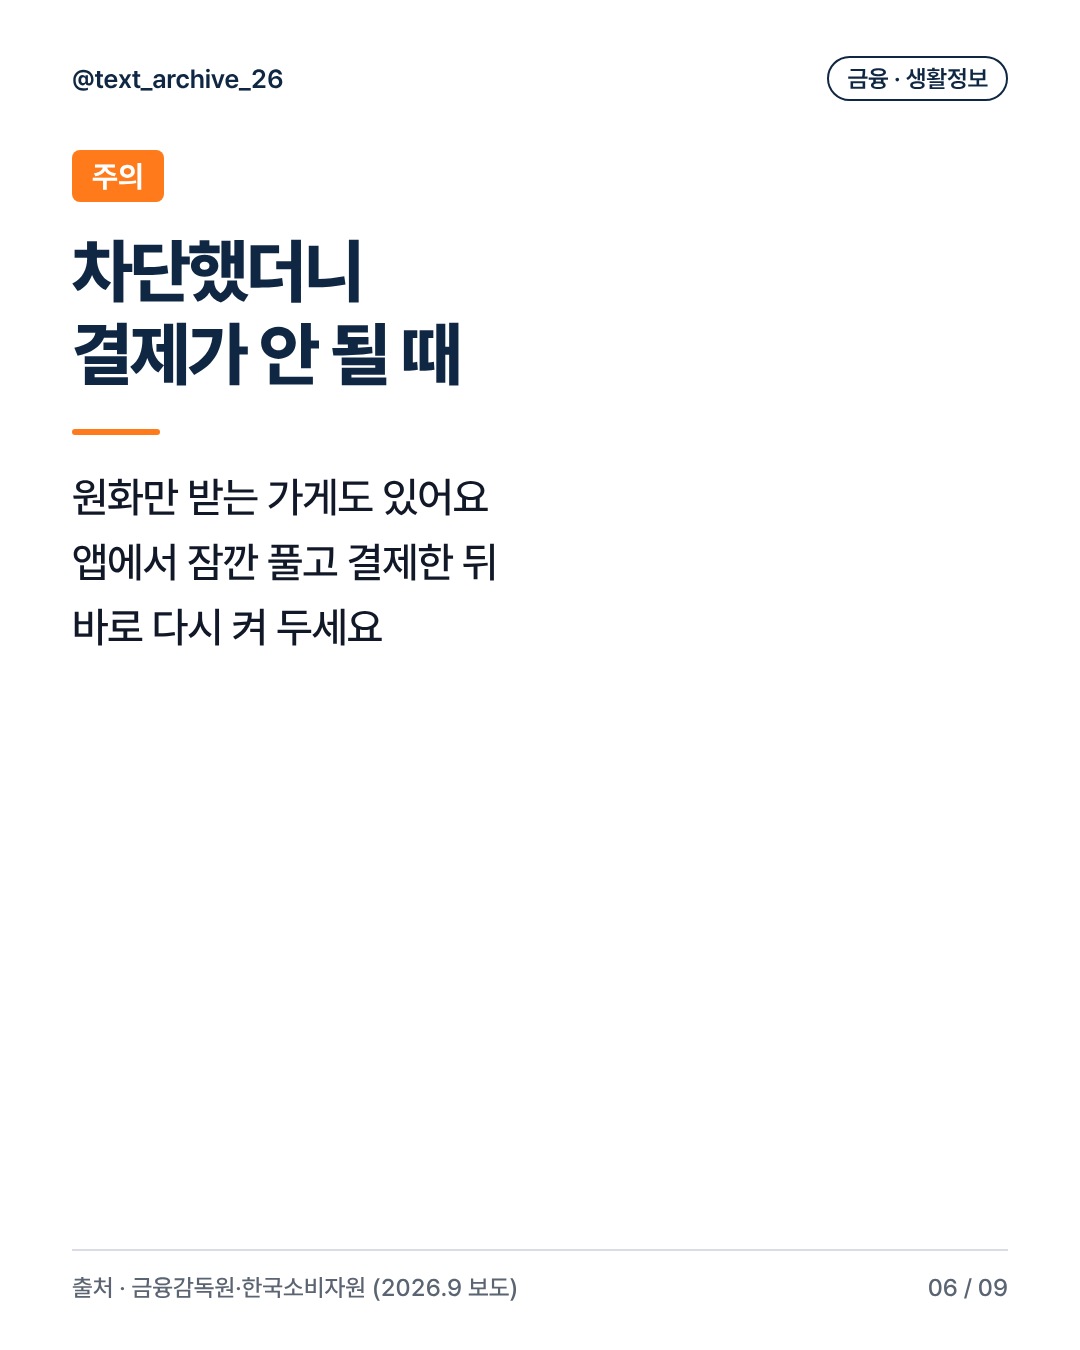 @text_archive_26
금융 · 생활정보
주의
차단했더니
결제가 안 될 때
원화만 받는 가게도 있어요
앱에서 잠깐 풀고 결제한 뒤
바로 다시 켜 두세요
출처 · 금융감독원·한국소비자원 (2026.9 보도)
06 / 09